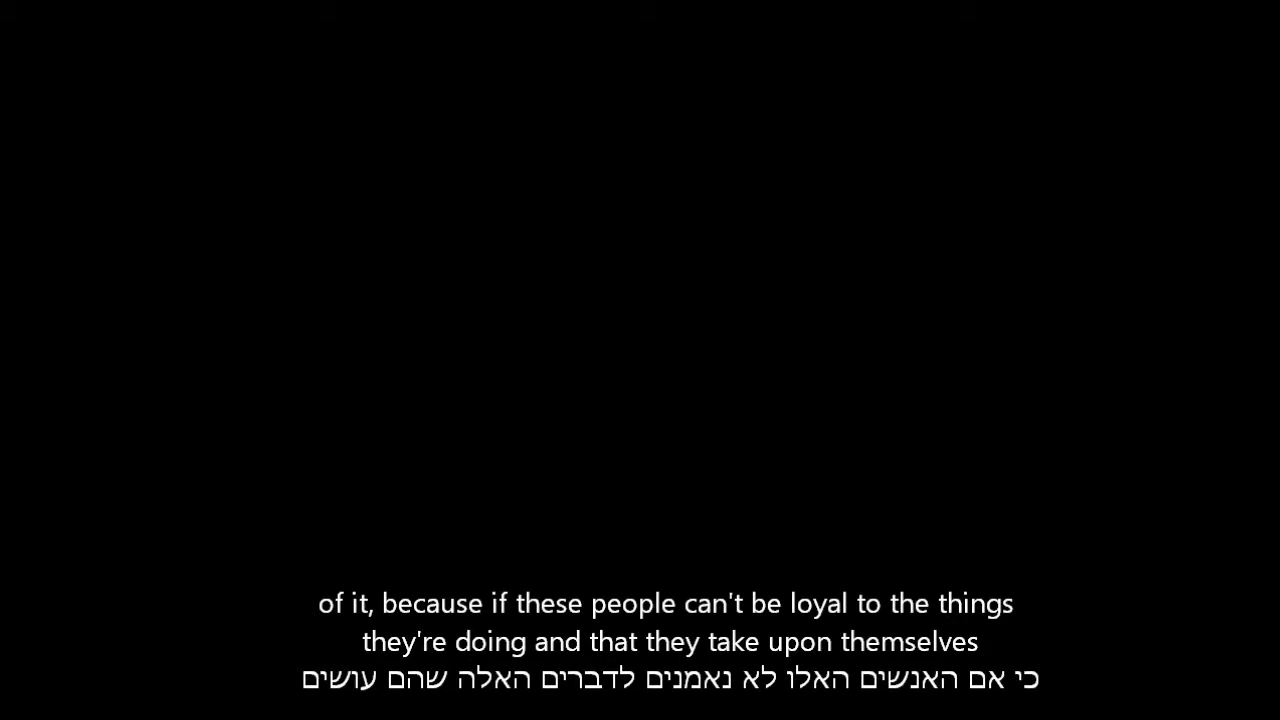 of it, because if these people can't be loyal to the things
they're doing and that they take upon themselves
כי אם האנשים האלו לא נאמנים לדברים האלה שהם עושים